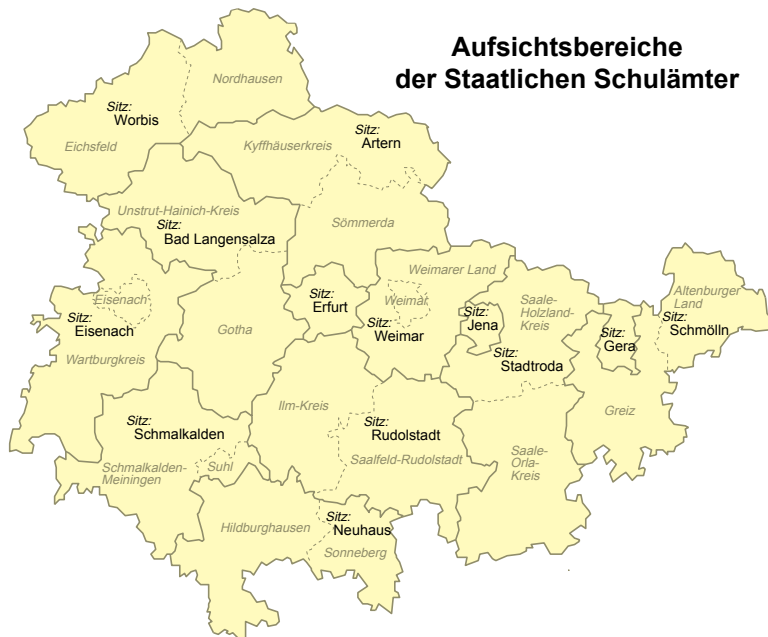 Aufsichtsbereiche
der Staatlichen Schulämter
Nordhausen
Sitz:
Worbis
Eichsfeld
Sitz:
Artern
Kyffhäuserkreis
Unstrut-Hainich-Kreis
Sitz:
Bad Langensalza
Sömmerda
Weimarer Land
Eisenach
Sitz:
Eisenach
Wartburgkreis
Gotha
Sitz:
Erfurt
Weimar
Sitz:
Weimar
Sitz:
Jena
Saale-
Holzland-
Kreis
Sitz:
Stadtroda
Sitz:
Gera
Altenburger
Land
Sitz:
Schmölln
Greiz
Ilm-Kreis
Sitz:
Schmalkalden
Schmalkalden-
Meiningen
Suhl
Sitz:
Rudolstadt
Saalfeld-Rudolstadt
Saale-
Orla-
Kreis
Hildburghausen
Sitz:
Neuhaus
Sonneberg